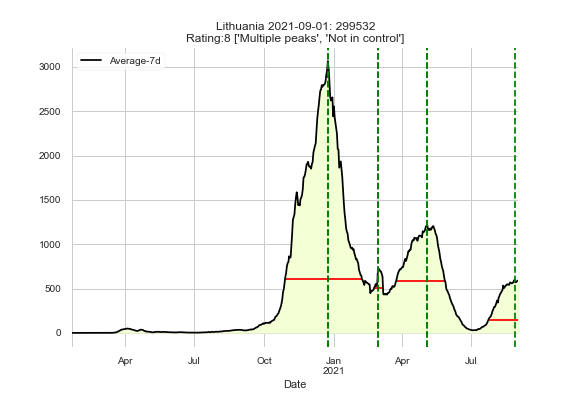 Lithuania 2021-09-01: 299532
Rating:8 ['Multiple peaks', 'Not in control']
Average-7d
3000
2500
2000
1500
1000
500
0
Apr
Jul
Oct
Jan
2021
Apr
Jul
Date